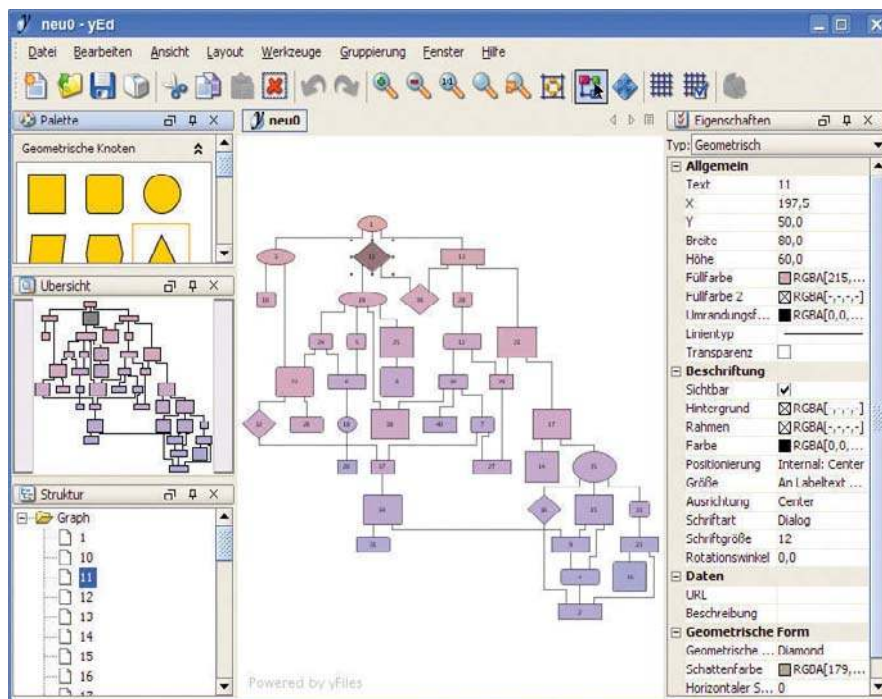 neu0 - yEd
Datei Bearbeiten Ansicht Layout Werkzeuge Gruppierung Fenster Hilfe
Palette
Geometrische Knoten
Übersicht
Struktur
Graph
1
10
11
12
13
14
15
16
neu0
Powered by yFiles
Eigenschaften
Typ: Geometrisch
Allgemein
Text 11
X 197,5
Y 50,0
Breite 80,0
Höhe 60,0
Füllfarbe RGBA[215,...
Füllfarbe 2 RGBA[-,-,-,-]
Umrandungsf... RGBA[0,0,...
Linientyp
Transparenz
Beschriftung
Sichtbar
Hintergrund RGBA[-,-,-,-]
Rahmen RGBA[-,-,-,-]
Farbe RGBA[0,0,...
Positionierung Internal: Center
Größe An Labeltext ...
Ausrichtung Center
Schriftart Dialog
Schriftgröße 12
Rotationswinkel 0,0
Daten
URL
Beschreibung
Geometrische Form
Geometrische ... Diamond
Schattenfarbe RGBA[179,...
Horizontaler S... 0